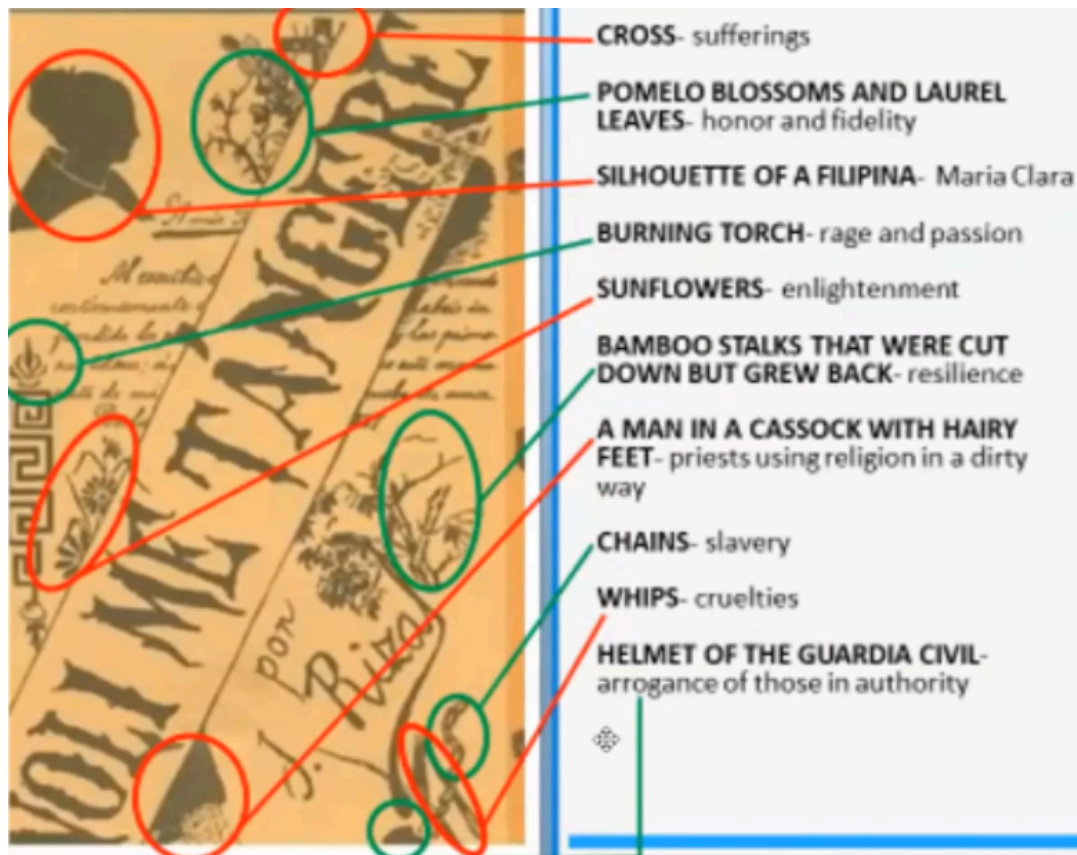 NOLI ME TANGERE
por
J. Rizal
CROSS- sufferings
POMELO BLOSSOMS AND LAUREL
LEAVES- honor and fidelity
SILHOUETTE OF A FILIPINA- Maria Clara
BURNING TORCH- rage and passion
SUNFLOWERS- enlightenment
BAMBOO STALKS THAT WERE CUT
DOWN BUT GREW BACK- resilience
A MAN IN A CASSOCK WITH HAIRY
FEET- priests using religion in a dirty
way
CHAINS- slavery
WHIPS- cruelties
HELMET OF THE GUARDIA CIVIL-
arrogance of those in authority